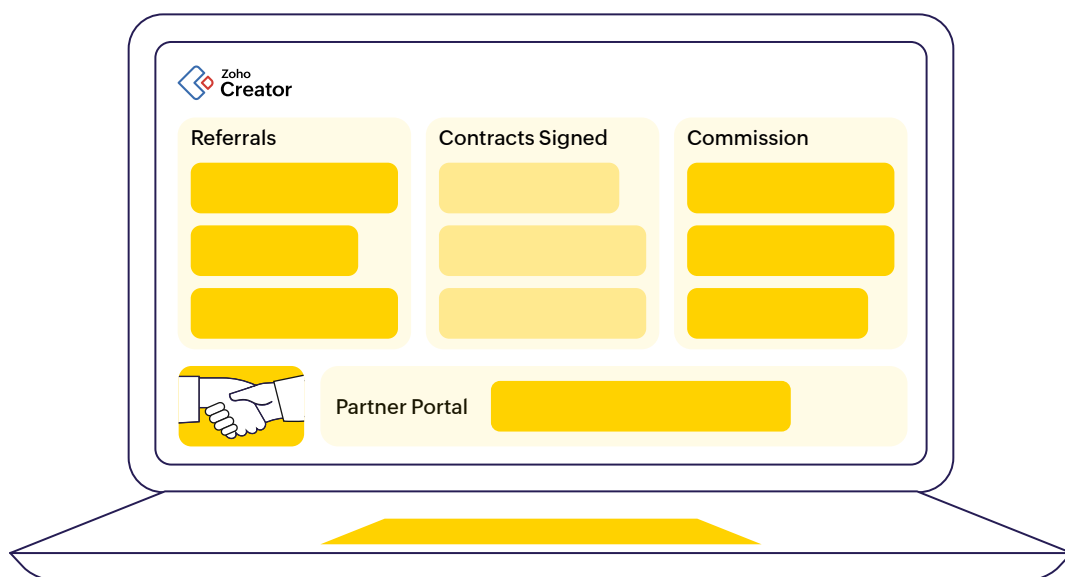 Zoho
Creator
Referrals
Contracts Signed
Commission
Partner Portal